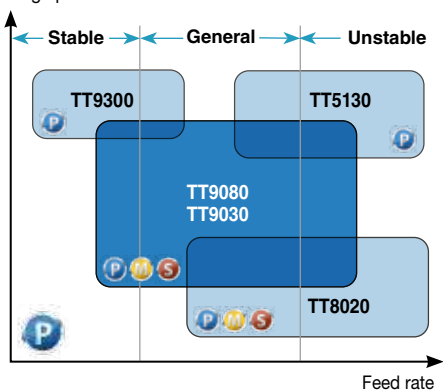 Stable General Unstable
TT9300 TT5130
P P
TT9080
TT9030
P M S
TT8020
P M S
P
Feed rate